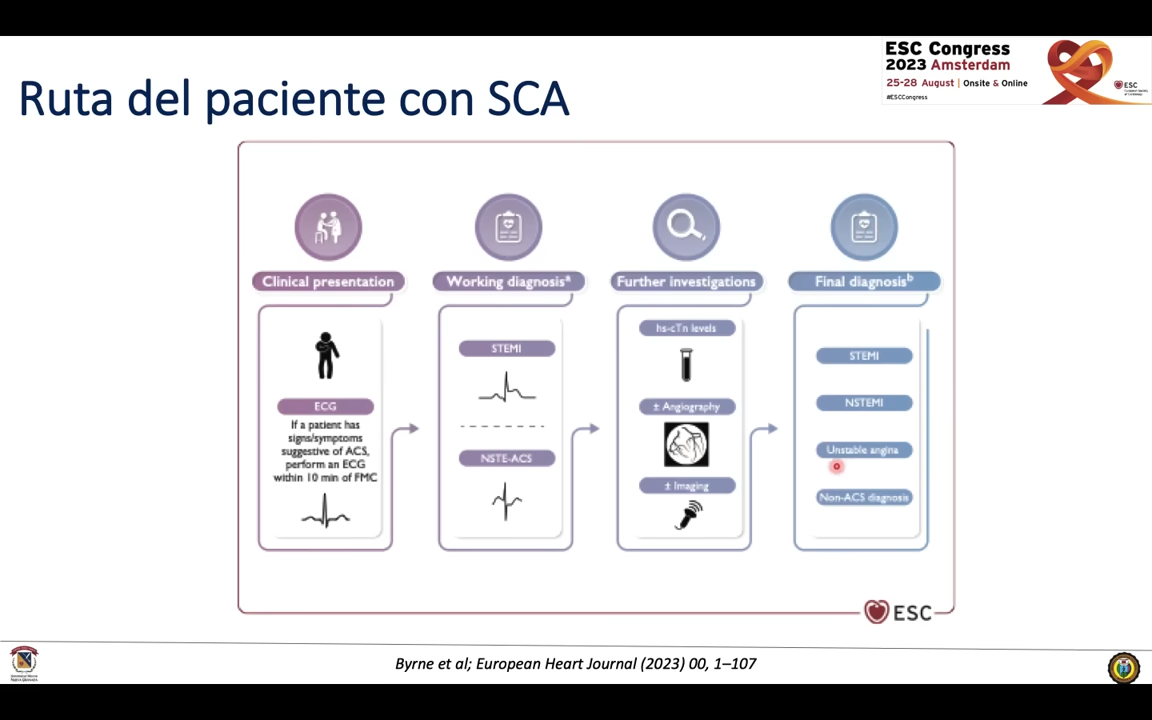 ESC Congress
2023 Amsterdam
25-28 August | Onsite & Online
#ESCCongress
ESC
Ruta del paciente con SCA
Clinical presentation
ECG
If a patient has
signs/symptoms
suggestive of ACS,
perform an ECG
within 10 min of FMC
Working diagnosisᵃ
STEMI
NSTE-ACS
Further investigations
hs-cTn levels
± Angiography
± Imaging
Final diagnosisᵇ
STEMI
NSTEMI
Unstable angina
Non-ACS diagnosis
ESC
Byrne et al; European Heart Journal (2023) 00, 1–107